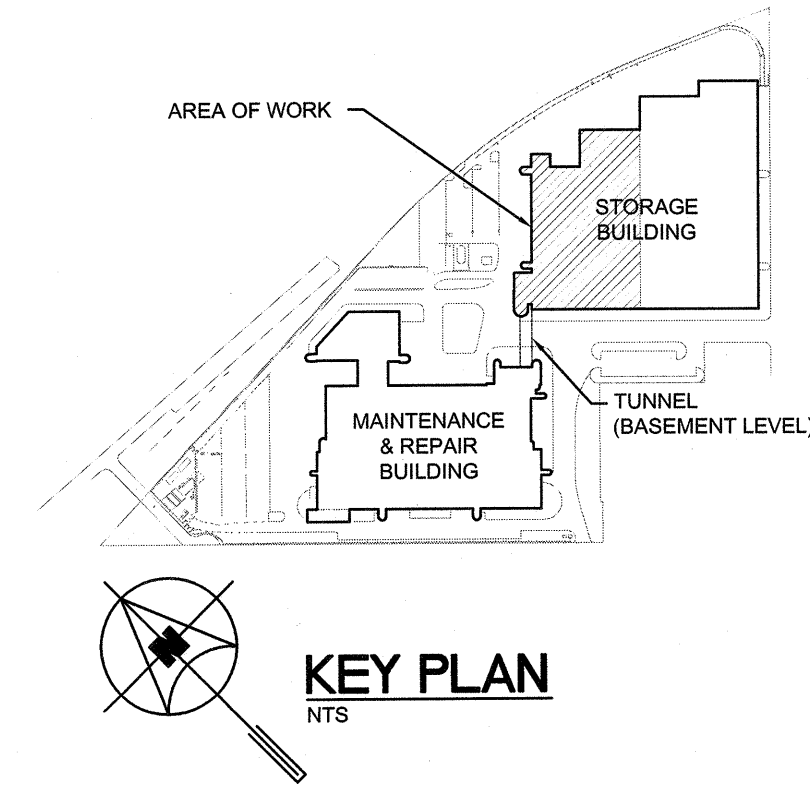 AREA OF WORK
STORAGE
BUILDING
TUNNEL
(BASEMENT LEVEL)
MAINTENANCE
& REPAIR
BUILDING
N
KEY PLAN
NTS